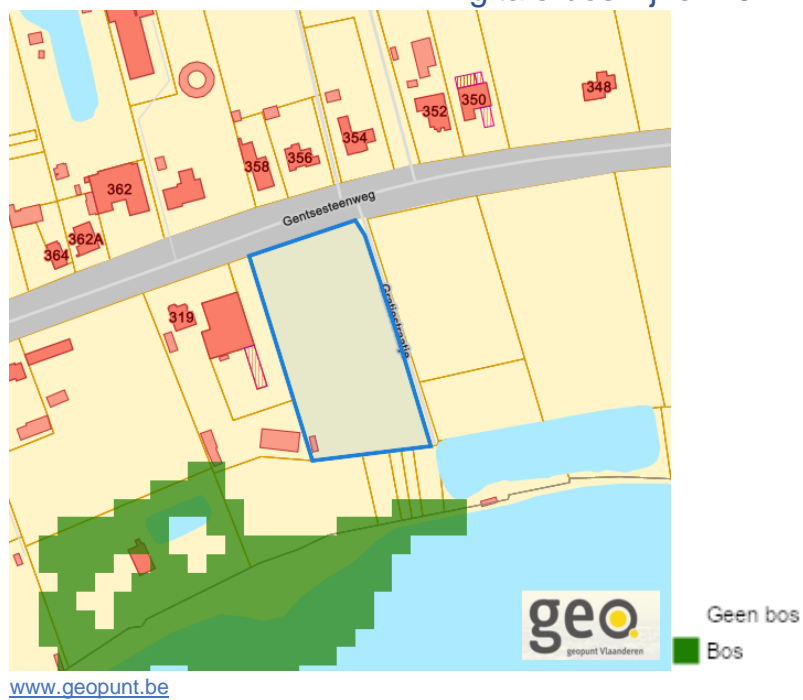 348
350
352
354
356
358
362
Gentsesteenweg
362A
364
Gratiestraatje
319
geo
geopunt Vlaanderen
Geen bos
Bos
www.geopunt.be